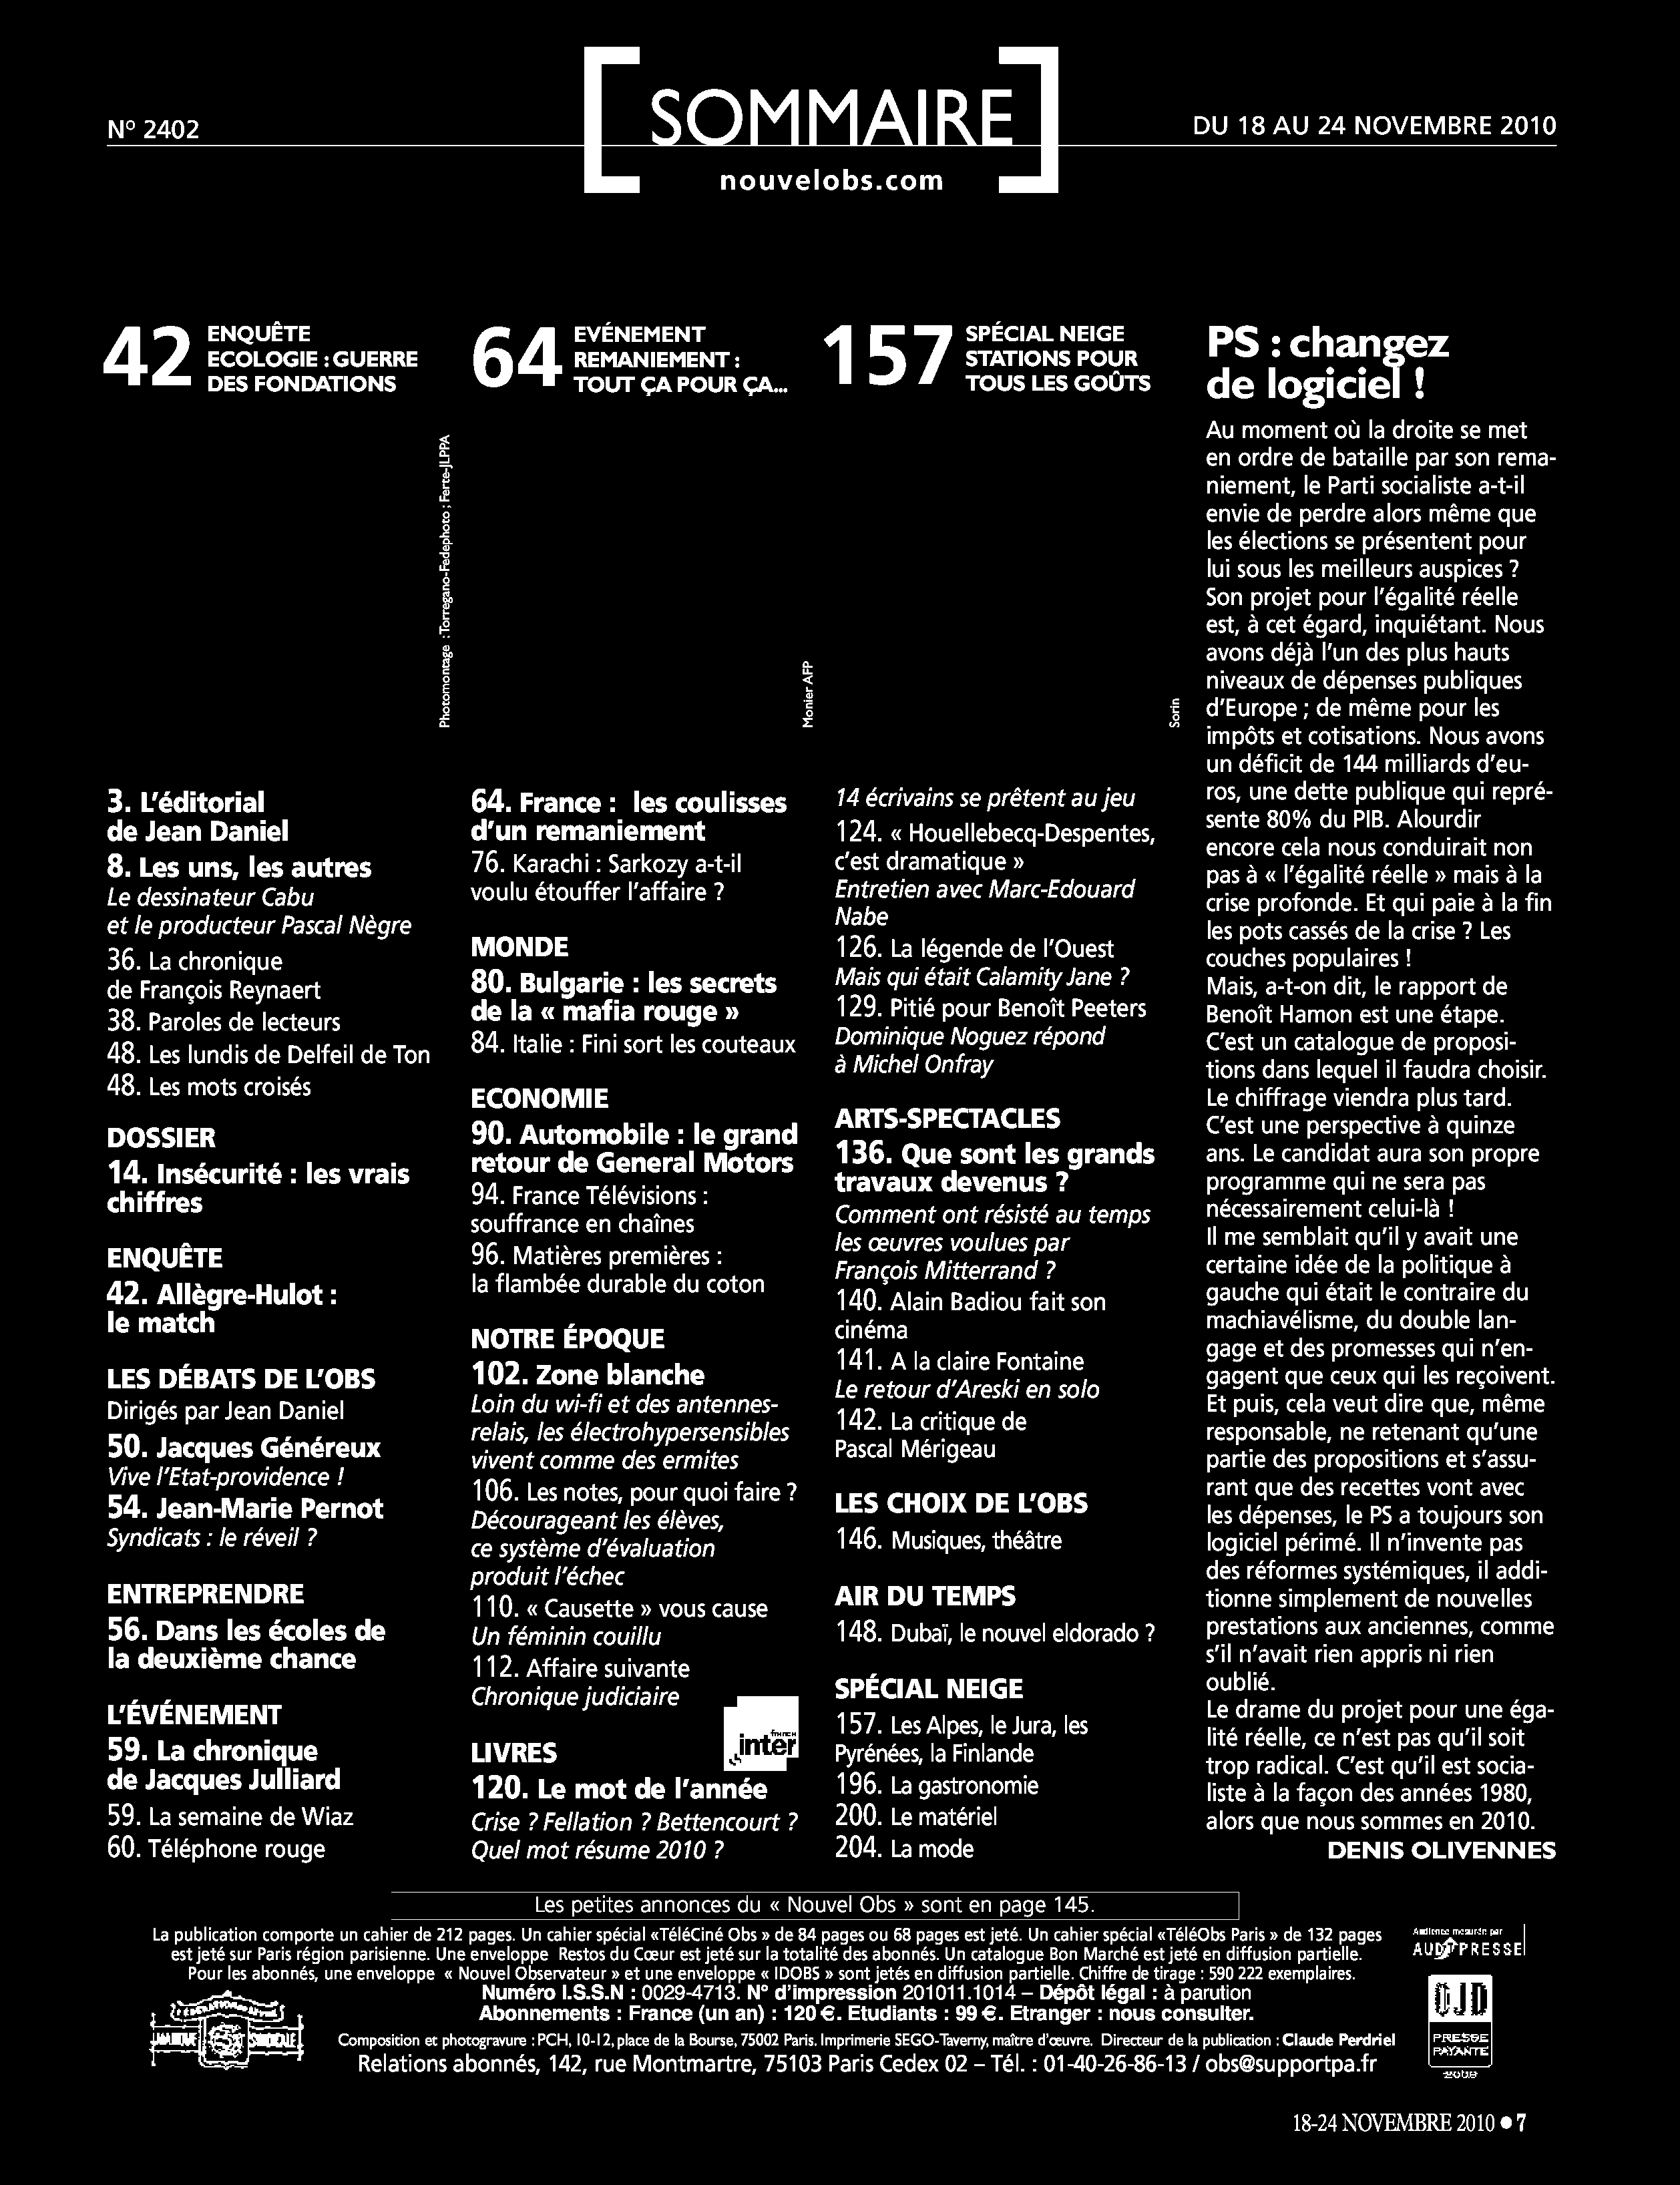 N° 2402
SOMMAIRE
nouvelobs.com
DU 18 AU 24 NOVEMBRE 2010
42
ENQUÊTE
ECOLOGIE : GUERRE
DES FONDATIONS
64
EVÉNEMENT
REMANIEMENT :
TOUT ÇA POUR ÇA...
157
SPÉCIAL NEIGE
STATIONS POUR
TOUS LES GOÛTS
Photomontage : Torregano-Fedephoto ; Ferte-JLPPA
Monier AFP
Sorin
3. L'éditorial
de Jean Daniel
8. Les uns, les autres
Le dessinateur Cabu
et le producteur Pascal Nègre
36. La chronique
de François Reynaert
38. Paroles de lecteurs
48. Les lundis de Delfeil de Ton
48. Les mots croisés
DOSSIER
14. Insécurité : les vrais
chiffres
ENQUÊTE
42. Allègre-Hulot :
le match
LES DÉBATS DE L'OBS
Dirigés par Jean Daniel
50. Jacques Généreux
Vive l'Etat-providence !
54. Jean-Marie Pernot
Syndicats : le réveil ?
ENTREPRENDRE
56. Dans les écoles de
la deuxième chance
L'ÉVÉNEMENT
59. La chronique
de Jacques Julliard
59. La semaine de Wiaz
60. Téléphone rouge
64. France : les coulisses
d'un remaniement
76. Karachi : Sarkozy a-t-il
voulu étouffer l'affaire ?
MONDE
80. Bulgarie : les secrets
de la « mafia rouge »
84. Italie : Fini sort les couteaux
ECONOMIE
90. Automobile : le grand
retour de General Motors
94. France Télévisions :
souffrance en chaînes
96. Matières premières :
la flambée durable du coton
NOTRE ÉPOQUE
102. Zone blanche
Loin du wi-fi et des antennes-
relais, les électrohypersensibles
vivent comme des ermites
106. Les notes, pour quoi faire ?
Décourageant les élèves,
ce système d'évaluation
produit l'échec
110. « Causette » vous cause
Un féminin couillu
112. Affaire suivante
Chronique judiciaire
LIVRES
france
inter
120. Le mot de l'année
Crise ? Fellation ? Bettencourt ?
Quel mot résume 2010 ?
14 écrivains se prêtent au jeu
124. « Houellebecq-Despentes,
c'est dramatique »
Entretien avec Marc-Edouard
Nabe
126. La légende de l'Ouest
Mais qui était Calamity Jane ?
129. Pitié pour Benoît Peeters
Dominique Noguez répond
à Michel Onfray
ARTS-SPECTACLES
136. Que sont les grands
travaux devenus ?
Comment ont résisté au temps
les œuvres voulues par
François Mitterrand ?
140. Alain Badiou fait son
cinéma
141. A la claire Fontaine
Le retour d'Areski en solo
142. La critique de
Pascal Mérigeau
LES CHOIX DE L'OBS
146. Musiques, théâtre
AIR DU TEMPS
148. Dubaï, le nouvel eldorado ?
SPÉCIAL NEIGE
157. Les Alpes, le Jura, les
Pyrénées, la Finlande
196. La gastronomie
200. Le matériel
204. La mode
PS : changez
de logiciel !
Au moment où la droite se met
en ordre de bataille par son rema-
niement, le Parti socialiste a-t-il
envie de perdre alors même que
les élections se présentent pour
lui sous les meilleurs auspices ?
Son projet pour l'égalité réelle
est, à cet égard, inquiétant. Nous
avons déjà l'un des plus hauts
niveaux de dépenses publiques
d'Europe ; de même pour les
impôts et cotisations. Nous avons
un déficit de 144 milliards d'eu-
ros, une dette publique qui repré-
sente 80% du PIB. Alourdir
encore cela nous conduirait non
pas à « l'égalité réelle » mais à la
crise profonde. Et qui paie à la fin
les pots cassés de la crise ? Les
couches populaires !
Mais, a-t-on dit, le rapport de
Benoît Hamon est une étape.
C'est un catalogue de proposi-
tions dans lequel il faudra choisir.
Le chiffrage viendra plus tard.
C'est une perspective à quinze
ans. Le candidat aura son propre
programme qui ne sera pas
nécessairement celui-là !
Il me semblait qu'il y avait une
certaine idée de la politique à
gauche qui était le contraire du
machiavélisme, du double lan-
gage et des promesses qui n'en-
gagent que ceux qui les reçoivent.
Et puis, cela veut dire que, même
responsable, ne retenant qu'une
partie des propositions et s'assu-
rant que des recettes vont avec
les dépenses, le PS a toujours son
logiciel périmé. Il n'invente pas
des réformes systémiques, il addi-
tionne simplement de nouvelles
prestations aux anciennes, comme
s'il n'avait rien appris ni rien
oublié.
Le drame du projet pour une éga-
lité réelle, ce n'est pas qu'il soit
trop radical. C'est qu'il est socia-
liste à la façon des années 1980,
alors que nous sommes en 2010.
DENIS OLIVENNES
Les petites annonces du « Nouvel Obs » sont en page 145.
La publication comporte un cahier de 212 pages. Un cahier spécial «TéléCiné Obs » de 84 pages ou 68 pages est jeté. Un cahier spécial «TéléObs Paris » de 132 pages
est jeté sur Paris région parisienne. Une enveloppe Restos du Cœur est jeté sur la totalité des abonnés. Un catalogue Bon Marché est jeté en diffusion partielle.
Pour les abonnés, une enveloppe « Nouvel Observateur » et une enveloppe « IDOBS » sont jetés en diffusion partielle. Chiffre de tirage : 590 222 exemplaires.
Numéro I.S.S.N : 0029-4713. N° d'impression 201011.1014 – Dépôt légal : à parution
Abonnements : France (un an) : 120 €. Etudiants : 99 €. Etranger : nous consulter.
Composition et photogravure : PCH, 10-12, place de la Bourse, 75002 Paris. Imprimerie SEGO-Taverny, maître d'œuvre. Directeur de la publication : Claude Perdriel
Relations abonnés, 142, rue Montmartre, 75103 Paris Cedex 02 – Tél. : 01-40-26-86-13 / obs@supportpa.fr
Audience mesurée par
AUDIPRESSE
OJD
PRESSE
PAYANTE
2009
18-24 NOVEMBRE 2010 ● 7